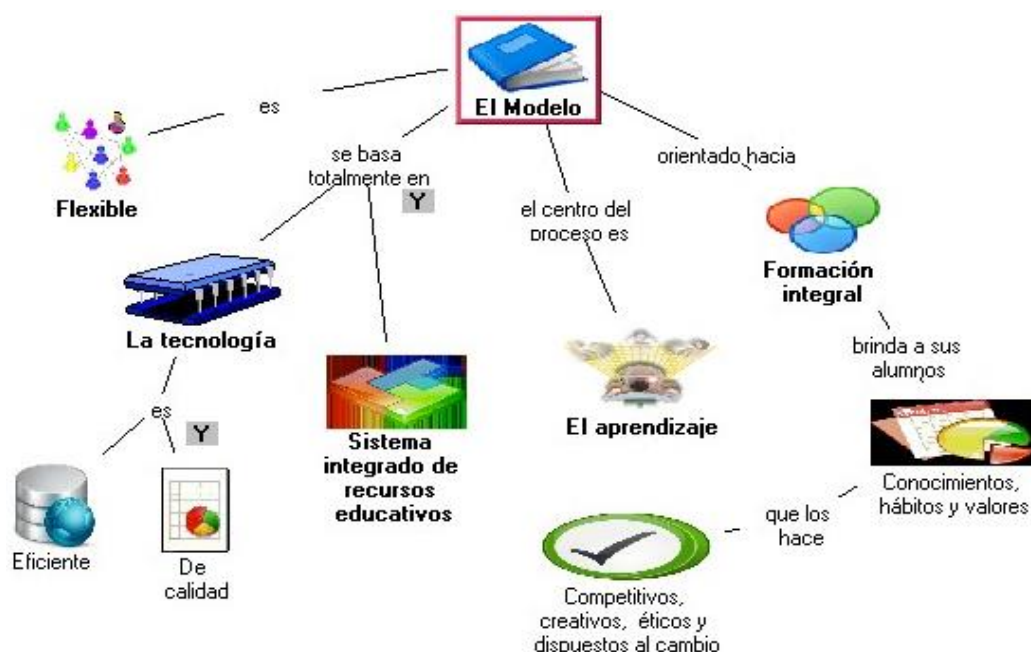 El Modelo
es
Flexible
se basa
totalmente en
Y
La tecnología
es
Y
Eficiente
De
calidad
Sistema
integrado de
recursos
educativos
el centro del
proceso es
El aprendizaje
orientado hacia
Formación
integral
brinda a sus
alumnos
Conocimientos,
hábitos y valores
que los
hace
Competitivos,
creativos, éticos y
dispuestos al cambio